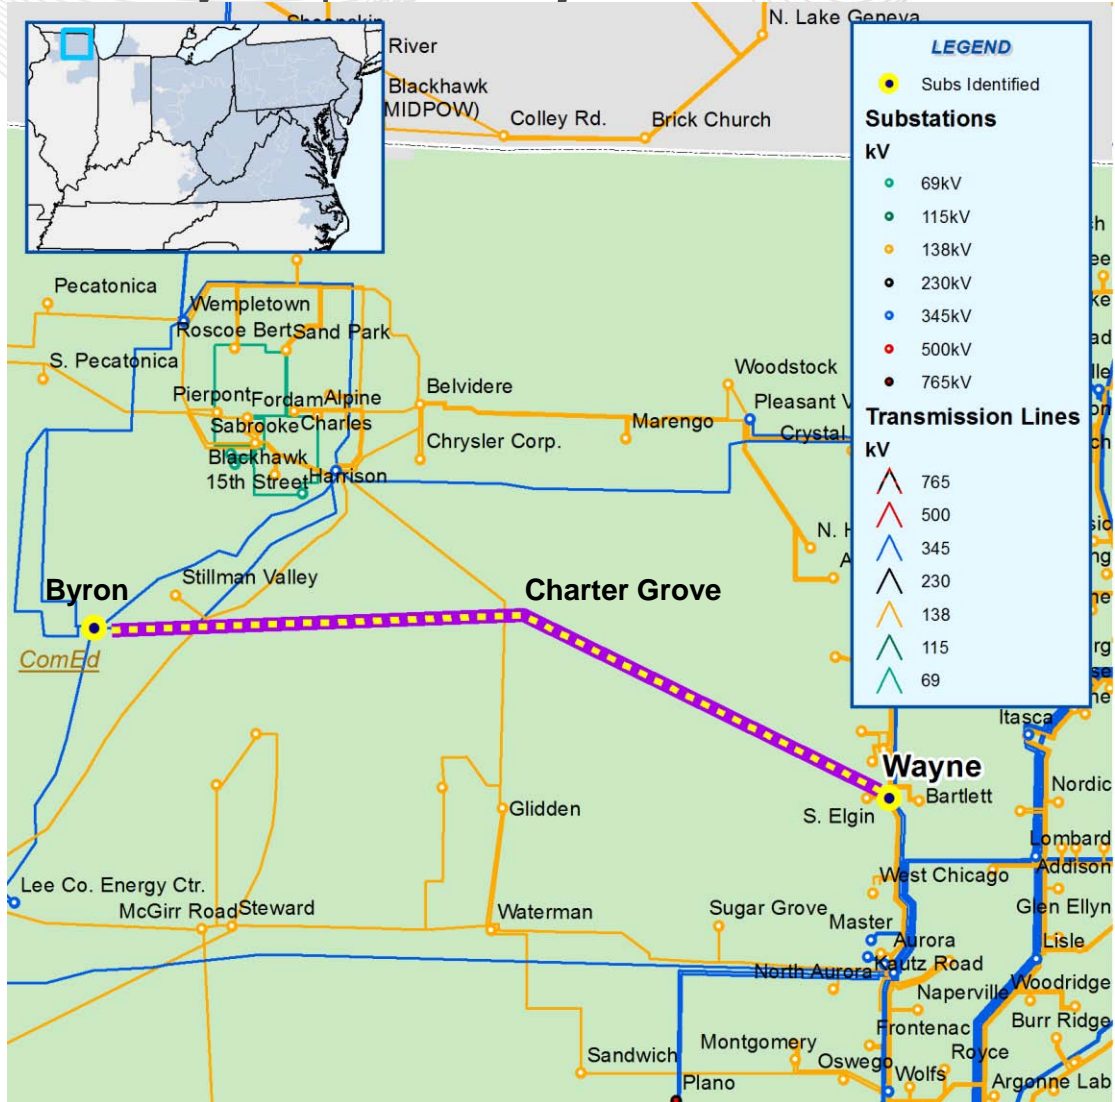 N. Lake Geneva
River
Blackhawk
(MIDPOW)
Colley Rd.
Brick Church
LEGEND
Subs Identified
Substations
kV
69kV
115kV
138kV
230kV
345kV
500kV
765kV
Transmission Lines
kV
765
500
345
230
138
115
69
Pecatonica
Wempletown
Roscoe Bert
Sand Park
S. Pecatonica
Pierpont
Fordam
Alpine
Sabrooke
Charles
Blackhawk
15th Street
Harrison
Belvidere
Chrysler Corp.
Marengo
Woodstock
Pleasant V
Crystal
N. H
A
Stillman Valley
Byron
Charter Grove
ComEd
Wayne
Bartlett
S. Elgin
Itasca
Nordic
Glidden
Lombard
Addison
West Chicago
Glen Ellyn
Lee Co. Energy Ctr.
McGirr Road
Steward
Waterman
Sugar Grove
Master
Aurora
Lisle
North Aurora
Kautz Road
Naperville
Woodridge
Frontenac
Burr Ridge
Sandwich
Montgomery
Oswego
Royce
Wolfs
Plano
Argonne Lab